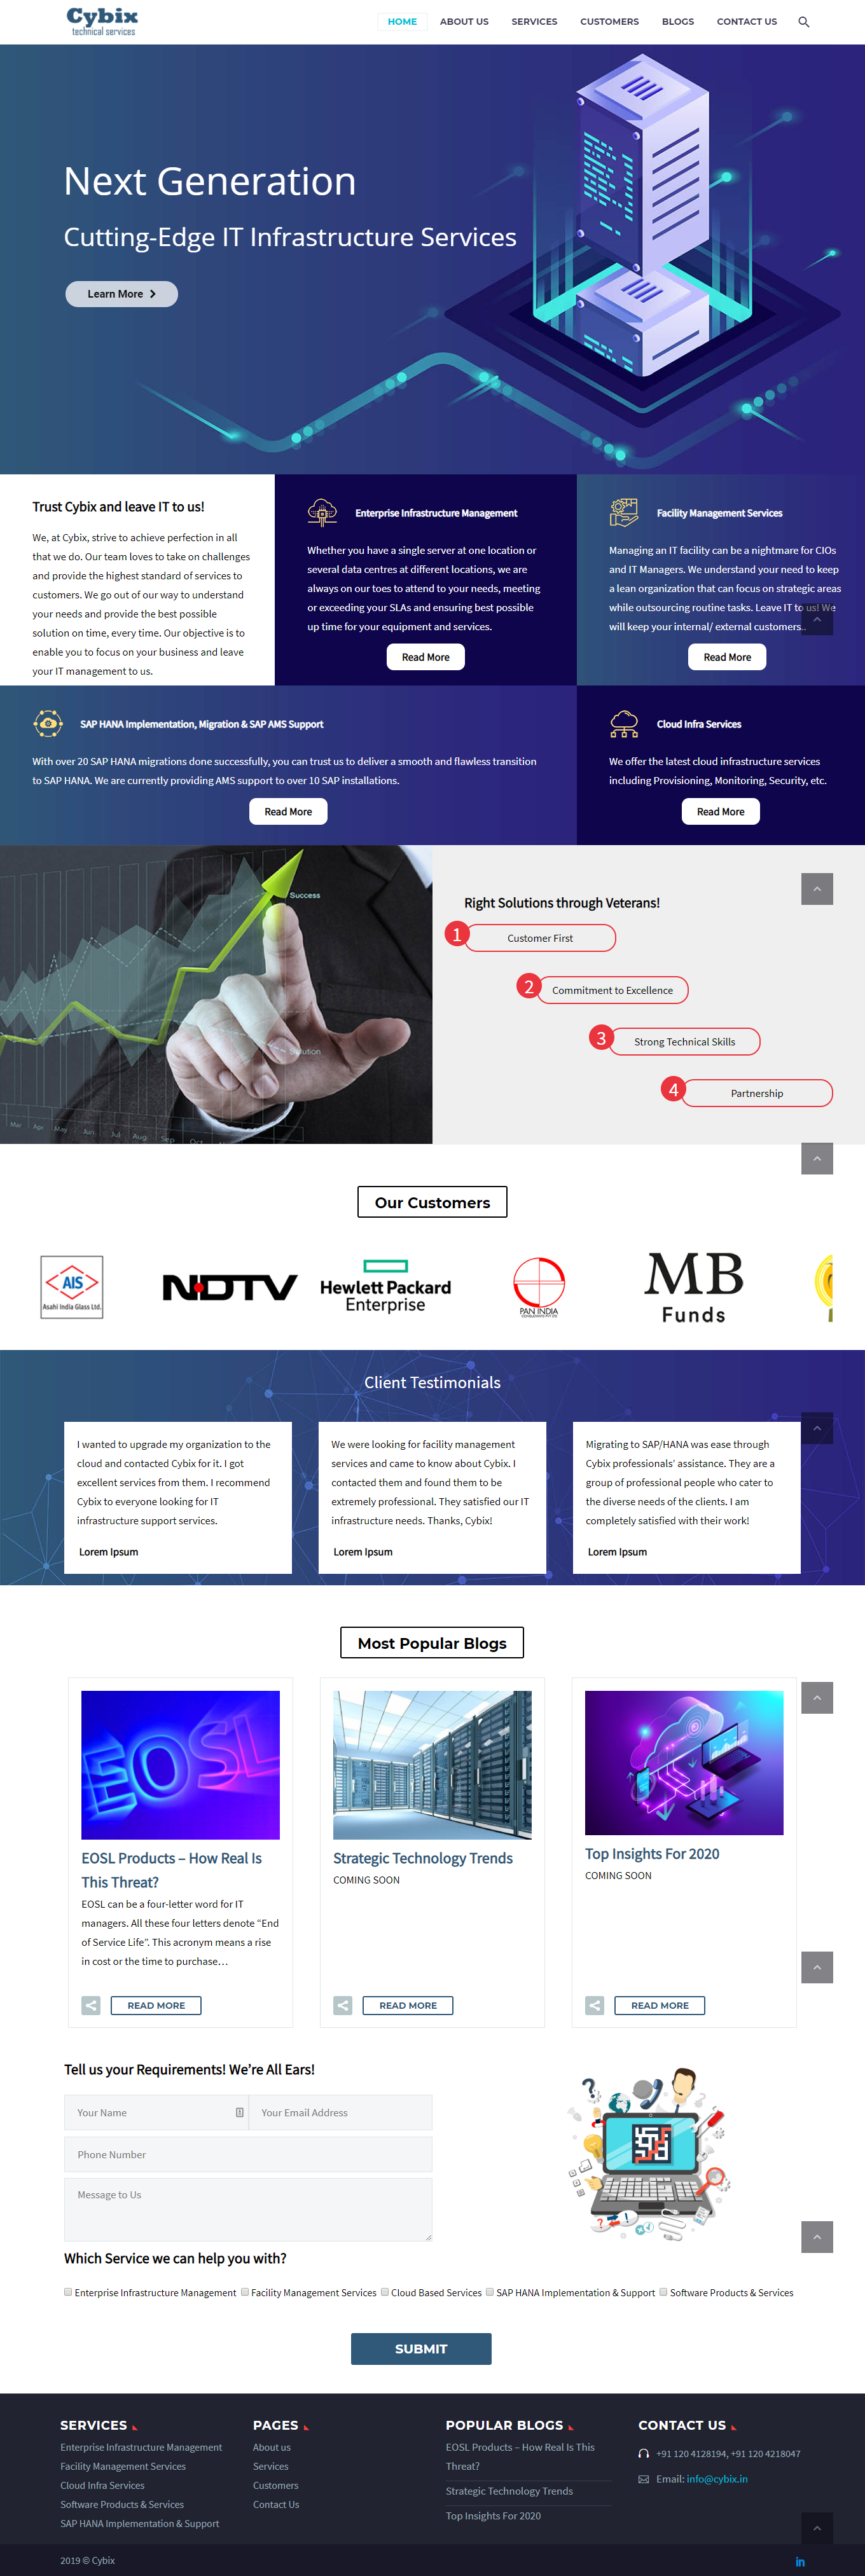 Cybix
technical services
HOME
ABOUT US
SERVICES
CUSTOMERS
BLOGS
CONTACT US
Next Generation
Cutting-Edge IT Infrastructure Services
Learn More
Trust Cybix and leave IT to us!
We, at Cybix, strive to achieve perfection in all
that we do. Our team loves to take on challenges
and provide the highest standard of services to
customers. We go out of our way to understand
your needs and provide the best possible
solution on time, every time. Our objective is to
enable you to focus on your business and leave
your IT management to us.
Enterprise Infrastructure Management
Whether you have a single server at one location or
several data centres at different locations, we are
always on our toes to attend to your needs, meeting
or exceeding your SLAs and ensuring best possible
up time for your equipment and services.
Read More
Facility Management Services
Managing an IT facility can be a nightmare for CIOs
and IT Managers. We understand your need to keep
a lean organization that can focus on strategic areas
while outsourcing routine tasks. Leave IT to us! We
will keep your internal/ external customers..
Read More
SAP HANA Implementation, Migration & SAP AMS Support
With over 20 SAP HANA migrations done successfully, you can trust us to deliver a smooth and flawless transition
to SAP HANA. We are currently providing AMS support to over 10 SAP installations.
Read More
Cloud Infra Services
We offer the latest cloud infrastructure services
including Provisioning, Monitoring, Security, etc.
Read More
Success
Solution
Mar Apr May Jun Jul Aug Sep Oct
Right Solutions through Veterans!
1 Customer First
2 Commitment to Excellence
3 Strong Technical Skills
4 Partnership
Our Customers
AIS
Asahi India Glass Ltd.
NDTV
Hewlett Packard
Enterprise
PAN INDIA
MB
Funds
Client Testimonials
I wanted to upgrade my organization to the
cloud and contacted Cybix for it. I got
excellent services from them. I recommend
Cybix to everyone looking for IT
infrastructure support services.
Lorem Ipsum
We were looking for facility management
services and came to know about Cybix. I
contacted them and found them to be
extremely professional. They satisfied our IT
infrastructure needs. Thanks, Cybix!
Lorem Ipsum
Migrating to SAP/HANA was ease through
Cybix professionals' assistance. They are a
group of professional people who cater to
the diverse needs of the clients. I am
completely satisfied with their work!
Lorem Ipsum
Most Popular Blogs
EOSL
EOSL Products – How Real Is
This Threat?
EOSL can be a four-letter word for IT
managers. All these four letters denote “End
of Service Life”. This acronym means a rise
in cost or the time to purchase…
READ MORE
Strategic Technology Trends
COMING SOON
READ MORE
Top Insights For 2020
COMING SOON
READ MORE
Tell us your Requirements! We’re All Ears!
Your Name
Your Email Address
Phone Number
Message to Us
Which Service we can help you with?
Enterprise Infrastructure Management
Facility Management Services
Cloud Based Services
SAP HANA Implementation & Support
Software Products & Services
SUBMIT
SERVICES
Enterprise Infrastructure Management
Facility Management Services
Cloud Infra Services
Software Products & Services
SAP HANA Implementation & Support
PAGES
About us
Services
Customers
Contact Us
POPULAR BLOGS
EOSL Products – How Real Is This
Threat?
Strategic Technology Trends
Top Insights For 2020
CONTACT US
+91 120 4128194, +91 120 4218047
Email: info@cybix.in
2019 © Cybix
in